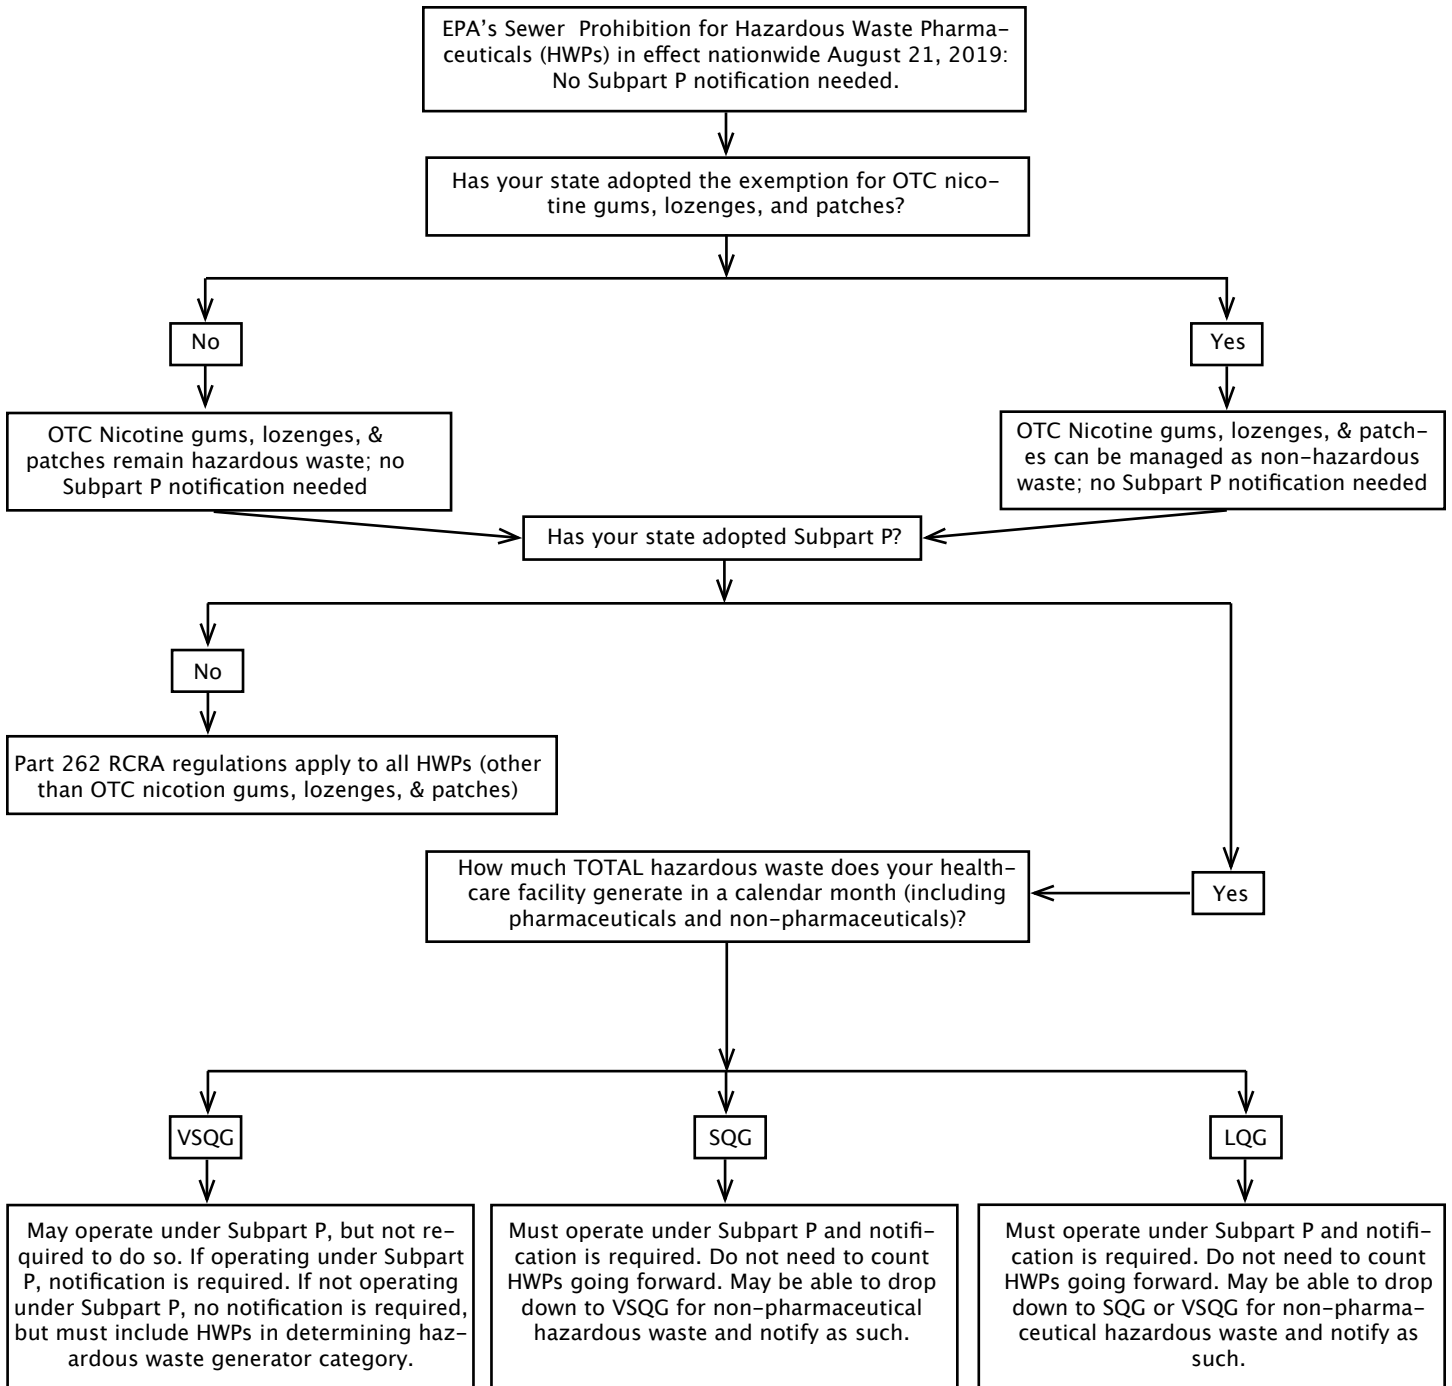 EPA's Sewer  Prohibition for Hazardous Waste Pharma-
ceuticals (HWPs) in effect nationwide August 21, 2019:
No Subpart P notification needed.
Has your state adopted the exemption for OTC nico-
tine gums, lozenges, and patches?
No
Yes
OTC Nicotine gums, lozenges, &
patches remain hazardous waste; no
Subpart P notification needed
OTC Nicotine gums, lozenges, & patch-
es can be managed as non-hazardous
waste; no Subpart P notification needed
Has your state adopted Subpart P?
No
Part 262 RCRA regulations apply to all HWPs (other
than OTC nicotion gums, lozenges, & patches)
How much TOTAL hazardous waste does your health-
care facility generate in a calendar month (including
pharmaceuticals and non-pharmaceuticals)?
Yes
VSQG
SQG
LQG
May operate under Subpart P, but not re-
quired to do so. If operating under Subpart
P, notification is required. If not operating
under Subpart P, no notification is required,
but must include HWPs in determining haz-
ardous waste generator category.
Must operate under Subpart P and notifi-
cation is required. Do not need to count
HWPs going forward. May be able to drop
down to VSQG for non-pharmaceutical
hazardous waste and notify as such.
Must operate under Subpart P and notifi-
cation is required. Do not need to count
HWPs going forward. May be able to drop
down to SQG or VSQG for non-pharma-
ceutical hazardous waste and notify as
such.